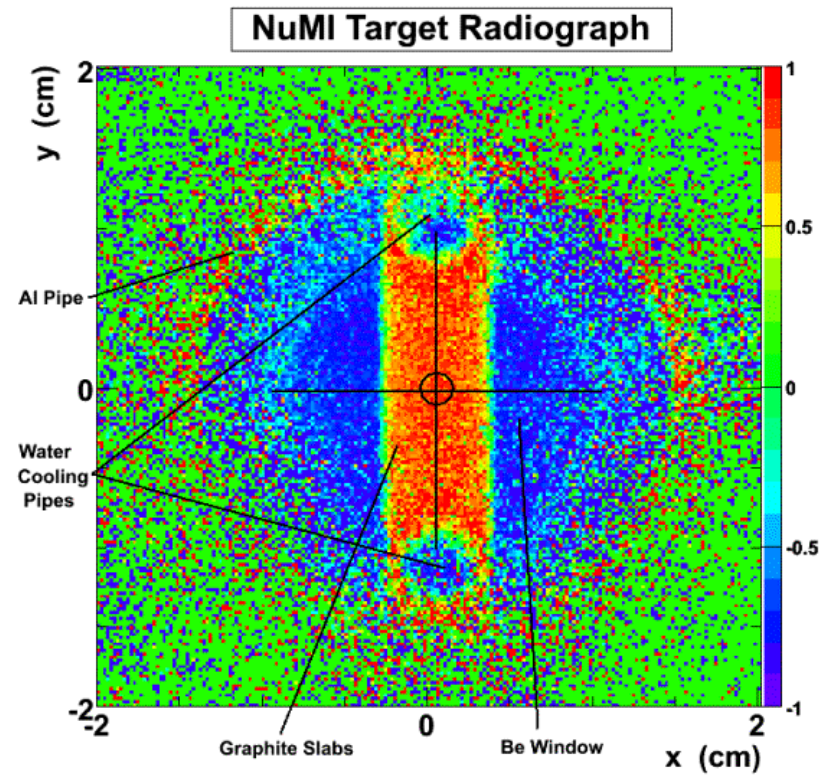 NuMI Target Radiograph
y (cm)
2
0
-2
Al Pipe
Water
Cooling
Pipes
-2
0
2
x (cm)
Graphite Slabs
Be Window
1
0.5
0
-0.5
-1